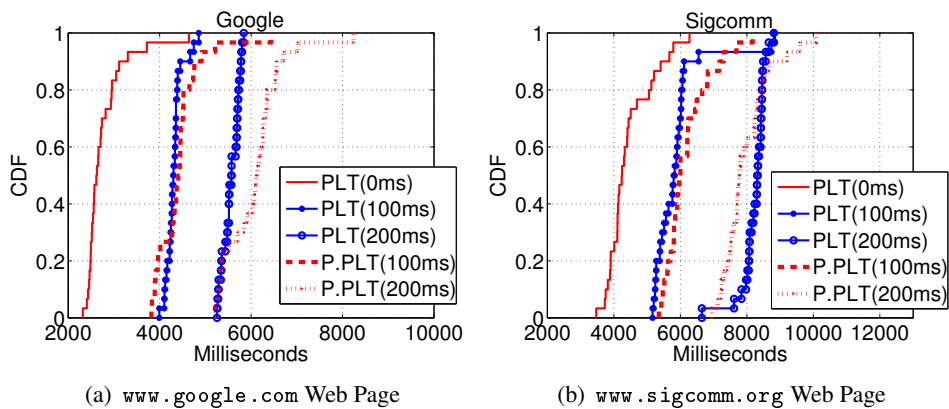 Google
CDF
1
0.8
0.6
0.4
0.2
0
2000 4000 6000 8000 10000
Milliseconds
PLT(0ms)
PLT(100ms)
PLT(200ms)
P.PLT(100ms)
P.PLT(200ms)
(a) www.google.com Web Page
Sigcomm
CDF
1
0.8
0.6
0.4
0.2
0
2000 4000 6000 8000 10000 12000
Milliseconds
PLT(0ms)
PLT(100ms)
PLT(200ms)
P.PLT(100ms)
P.PLT(200ms)
(b) www.sigcomm.org Web Page